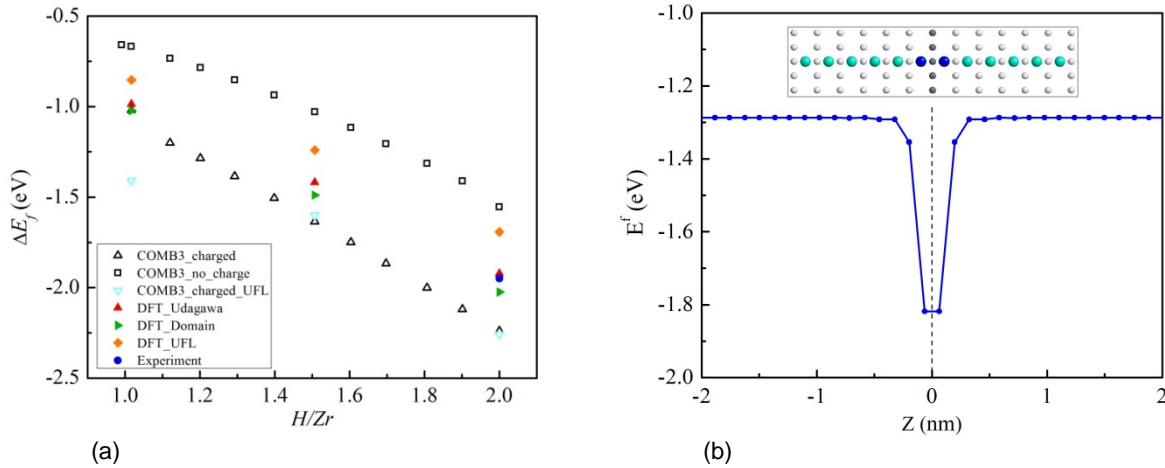 -0.5
-1.0
-1.5
-2.0
-2.5
ΔE_f (eV)
COMB3_charged
COMB3_no_charge
COMB3_charged_UFL
DFT_Udagawa
DFT_Domain
DFT_UFL
Experiment
1.0 1.2 1.4 1.6 1.8 2.0
H/Zr
(a)
-1.0
-1.2
-1.4
-1.6
-1.8
-2.0
E^f (eV)
-2 -1 0 1 2
Z (nm)
(b)